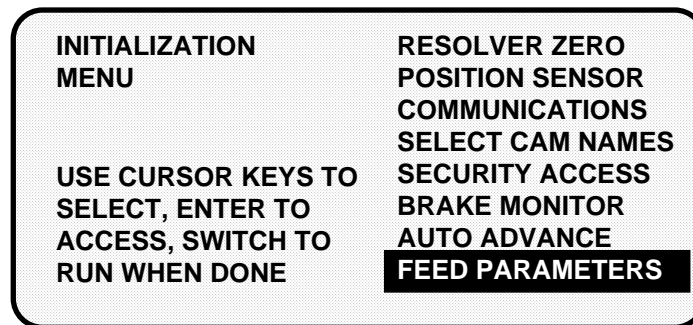 INITIALIZATION
MENU
USE CURSOR KEYS TO
SELECT, ENTER TO
ACCESS, SWITCH TO
RUN WHEN DONE
RESOLVER ZERO
POSITION SENSOR
COMMUNICATIONS
SELECT CAM NAMES
SECURITY ACCESS
BRAKE MONITOR
AUTO ADVANCE
FEED PARAMETERS